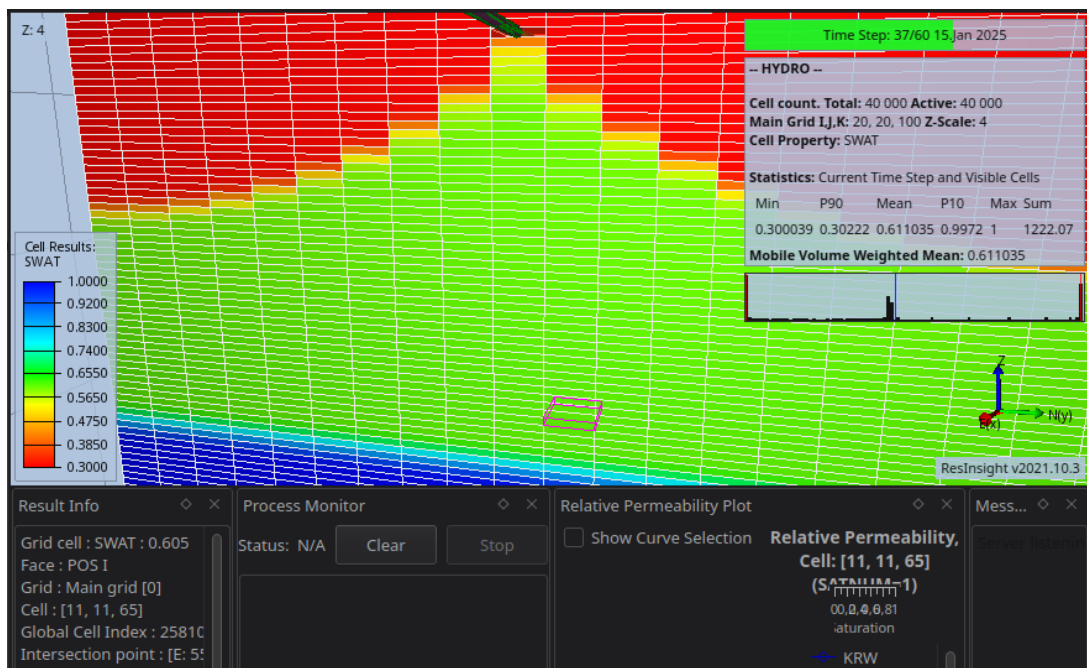 Z: 4
Time Step: 37/60 15.Jan 2025
-- HYDRO --
Cell count. Total: 40 000 Active: 40 000
Main Grid I,J,K: 20, 20, 100 Z-Scale: 4
Cell Property: SWAT
Statistics: Current Time Step and Visible Cells
Min P90 Mean P10 Max Sum
0.300039 0.30222 0.611035 0.9972 1 1222.07
Mobile Volume Weighted Mean: 0.611035
Cell Results:
SWAT
1.0000
0.9200
0.8300
0.7400
0.6550
0.5650
0.4750
0.3850
0.3000
Z
N(y)
E(x)
ResInsight v2021.10.3
Result Info
Grid cell : SWAT : 0.605
Face : POS I
Grid : Main grid [0]
Cell : [11, 11, 65]
Global Cell Index : 25810
Intersection point : [E: 55
Process Monitor
Status: N/A
Clear
Stop
Relative Permeability Plot
Show Curve Selection
Relative Permeability,
Cell: [11, 11, 65]
(SATNUM=1)
KRW
Mess...
Server listenin